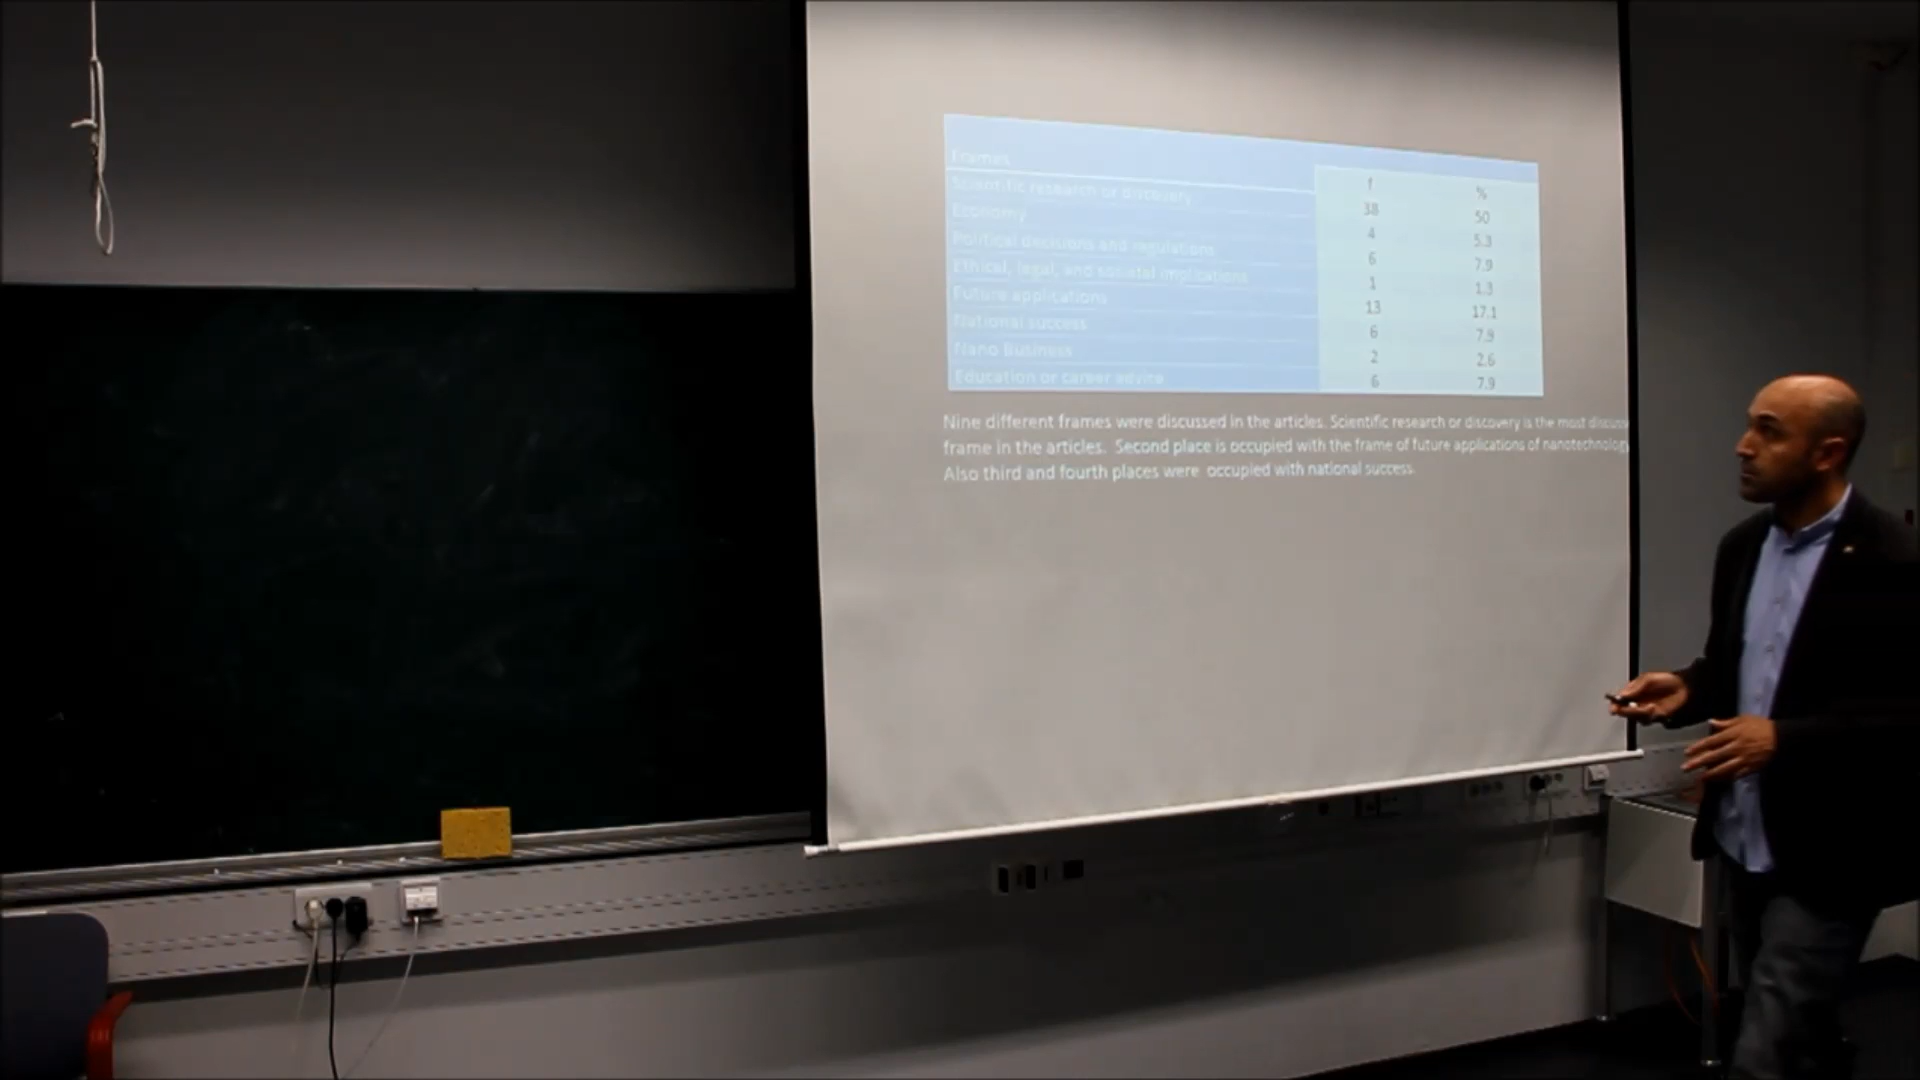 Frames f %
Scientific research or discovery 38 50
Economy 4 5.3
Political decisions and regulations 6 7.9
Ethical, legal, and societal implications 1 1.3
Future applications 13 17.1
National success 6 7.9
Nano Business 2 2.6
Education or career advice 6 7.9
Nine different frames were discussed in the articles. Scientific research or discovery is the most
frame in the articles. Second place is occupied with the frame of future applications of nanotechnology
Also third and fourth places were occupied with national success.